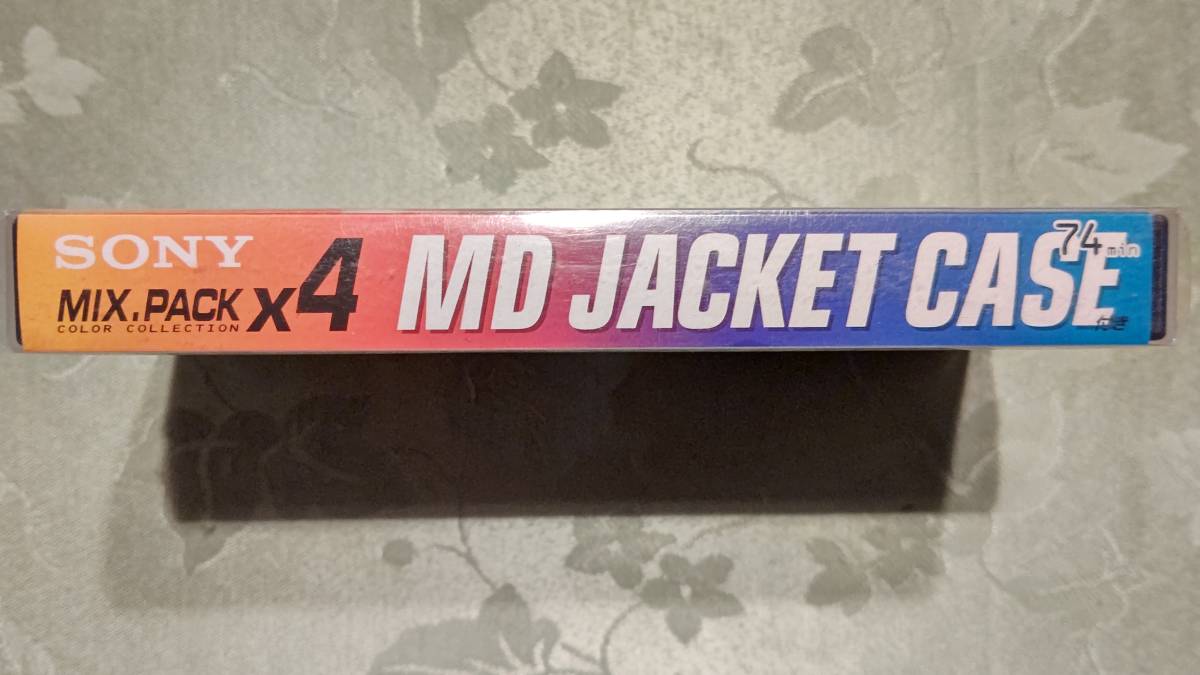 SONY
MIX.PACK x4
COLOR COLLECTION
MD JACKET CASE
74min
付き